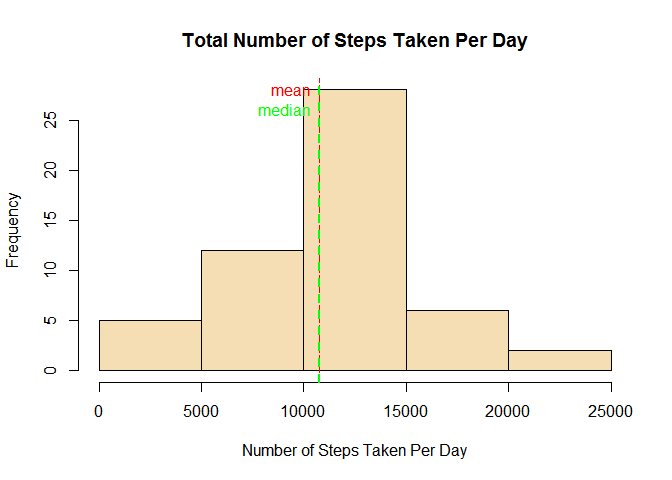 Total Number of Steps Taken Per Day
mean
median
Frequency
25
20
15
10
5
0
0 5000 10000 15000 20000 25000
Number of Steps Taken Per Day